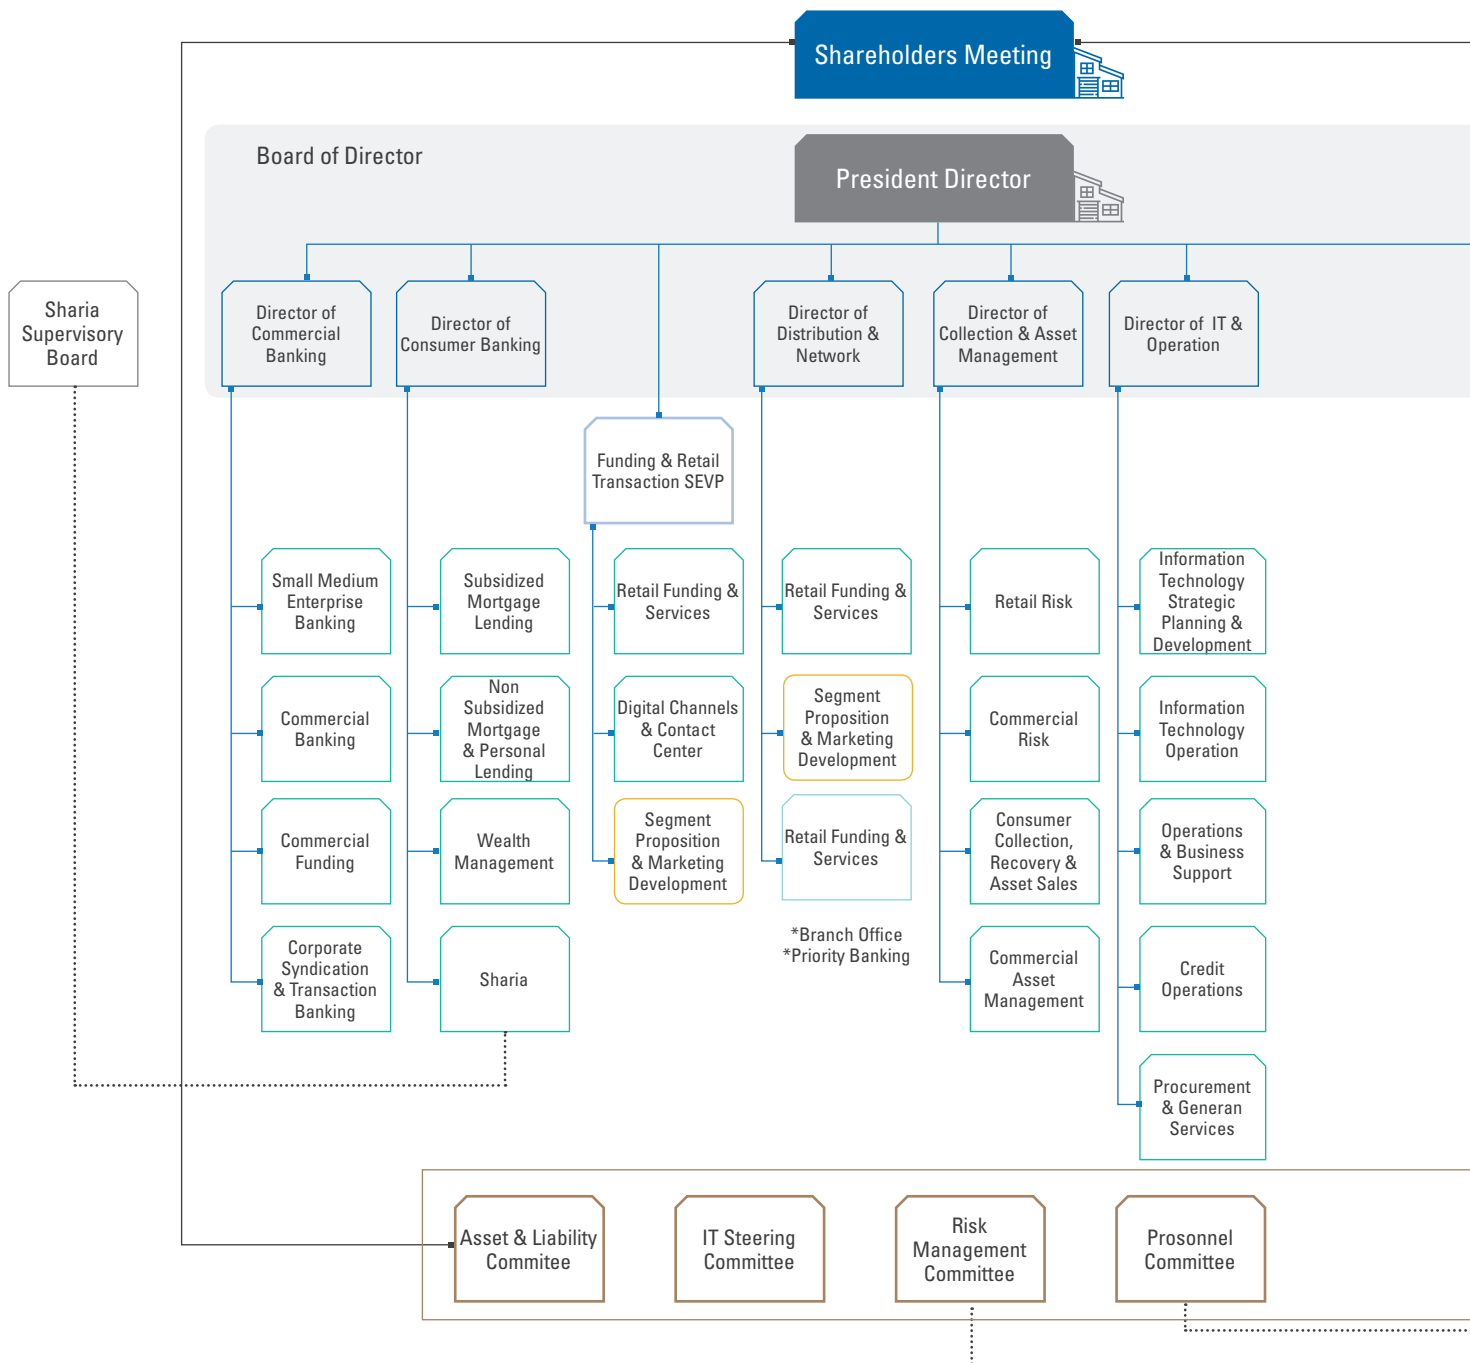 Shareholders Meeting
Board of Director
President Director
Sharia
Supervisory
Board
Director of
Commercial
Banking
Director of
Consumer Banking
Director of
Distribution &
Network
Director of
Collection & Asset
Management
Director of IT &
Operation
Funding & Retail
Transaction SEVP
Small Medium
Enterprise
Banking
Commercial
Banking
Commercial
Funding
Corporate
Syndication
& Transaction
Banking
Subsidized
Mortgage
Lending
Non
Subsidized
Mortgage
& Personal
Lending
Wealth
Management
Sharia
Retail Funding &
Services
Digital Channels
& Contact
Center
Segment
Proposition
& Marketing
Development
Retail Funding &
Services
Segment
Proposition
& Marketing
Development
Retail Funding &
Services
*Branch Office
*Priority Banking
Retail Risk
Commercial
Risk
Consumer
Collection,
Recovery &
Asset Sales
Commercial
Asset
Management
Information
Technology
Strategic
Planning &
Development
Information
Technology
Operation
Operations
& Business
Support
Credit
Operations
Procurement
& Generan
Services
Asset & Liability
Commitee
IT Steering
Committee
Risk
Management
Committee
Prosonnel
Committee